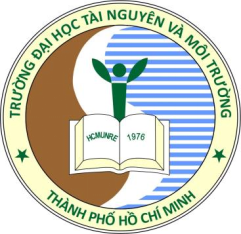 TRƯỜNG ĐẠI HỌC TÀI NGUYÊN VÀ MÔI TRƯỜNG
HCMUNRE 1976
THÀNH PHỐ HỒ CHÍ MINH